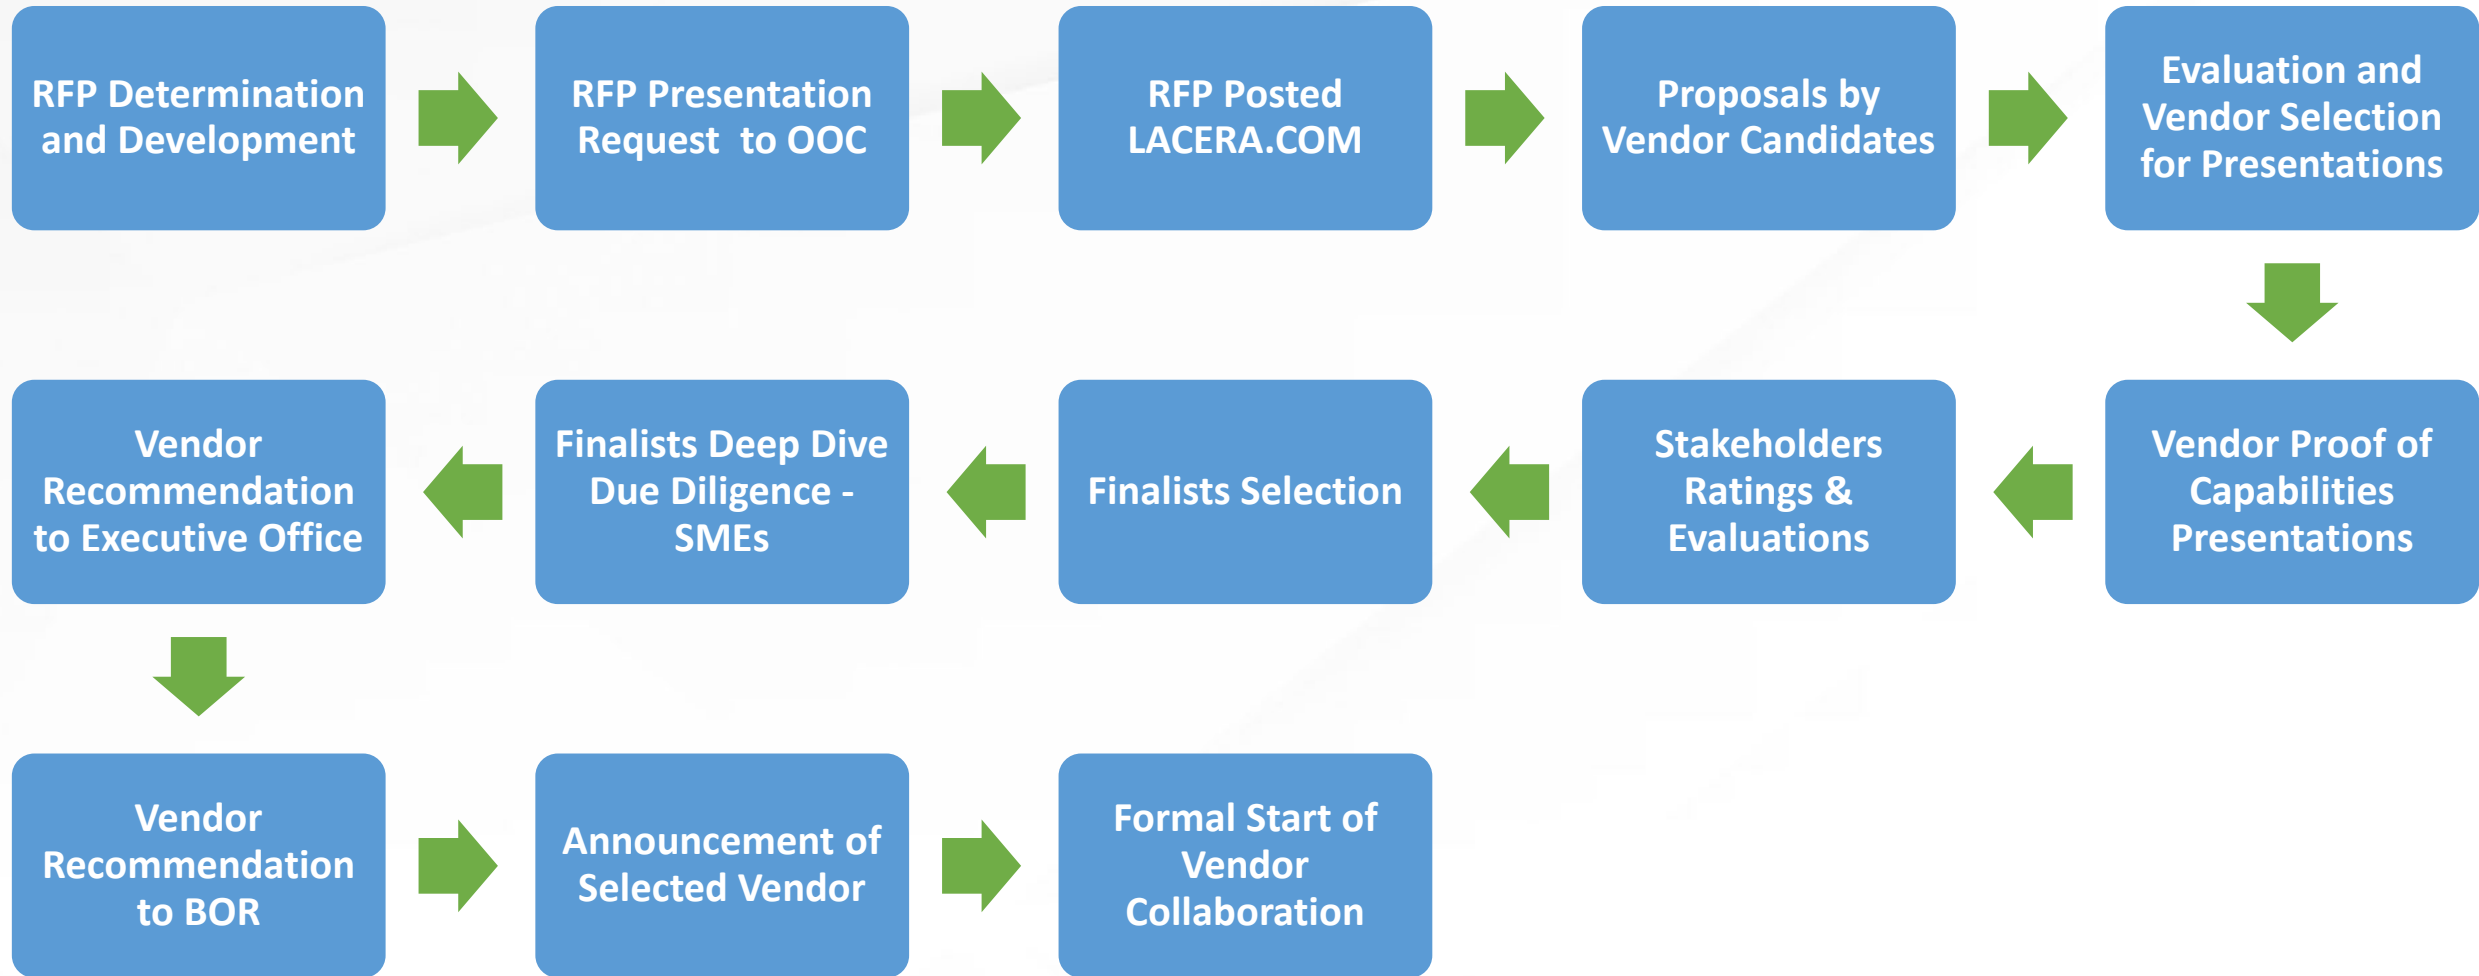 RFP Determination
and Development
RFP Presentation
Request  to OOC
RFP Posted
LACERA.COM
Proposals by
Vendor Candidates
Evaluation and
Vendor Selection
for Presentations
Vendor Proof of
Capabilities
Presentations
Stakeholders
Ratings &
Evaluations
Finalists Selection
Finalists Deep Dive
Due Diligence -
SMEs
Vendor
Recommendation
to Executive Office
Vendor
Recommendation
to BOR
Announcement of
Selected Vendor
Formal Start of
Vendor
Collaboration